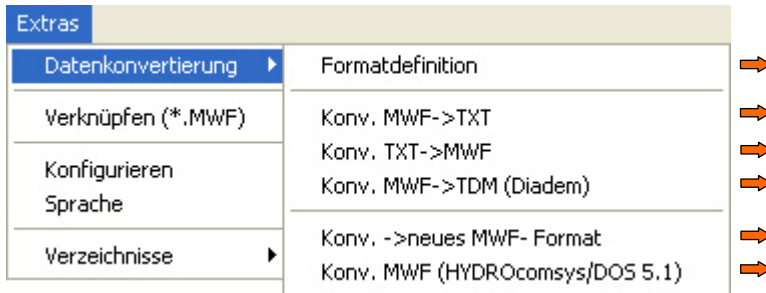 Extras
Datenkonvertierung
Verknüpfen (*.MWF)
Konfigurieren
Sprache
Verzeichnisse
Formatdefinition
Konv. MWF->TXT
Konv. TXT->MWF
Konv. MWF->TDM (Diadem)
Konv. ->neues MWF- Format
Konv. MWF (HYDROcomsys/DOS 5.1)